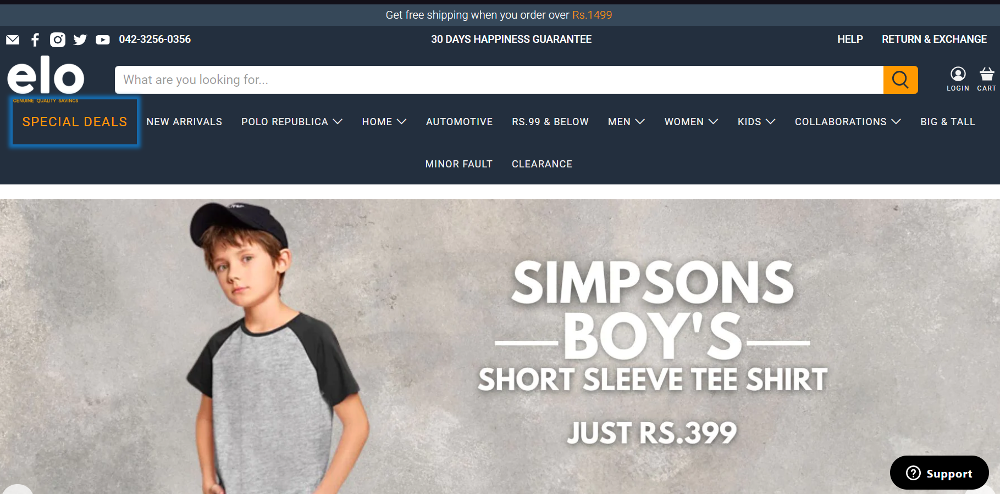 Get free shipping when you order over Rs.1499
042-3256-0356
30 DAYS HAPPINESS GUARANTEE
HELP
RETURN & EXCHANGE
elo
GENUINE QUALITY SAVINGS
What are you looking for...
LOGIN
CART
SPECIAL DEALS
NEW ARRIVALS
POLO REPUBLICA
HOME
AUTOMOTIVE
RS.99 & BELOW
MEN
WOMEN
KIDS
COLLABORATIONS
BIG & TALL
MINOR FAULT
CLEARANCE
SIMPSONS
BOY'S
SHORT SLEEVE TEE SHIRT
JUST RS.399
Support